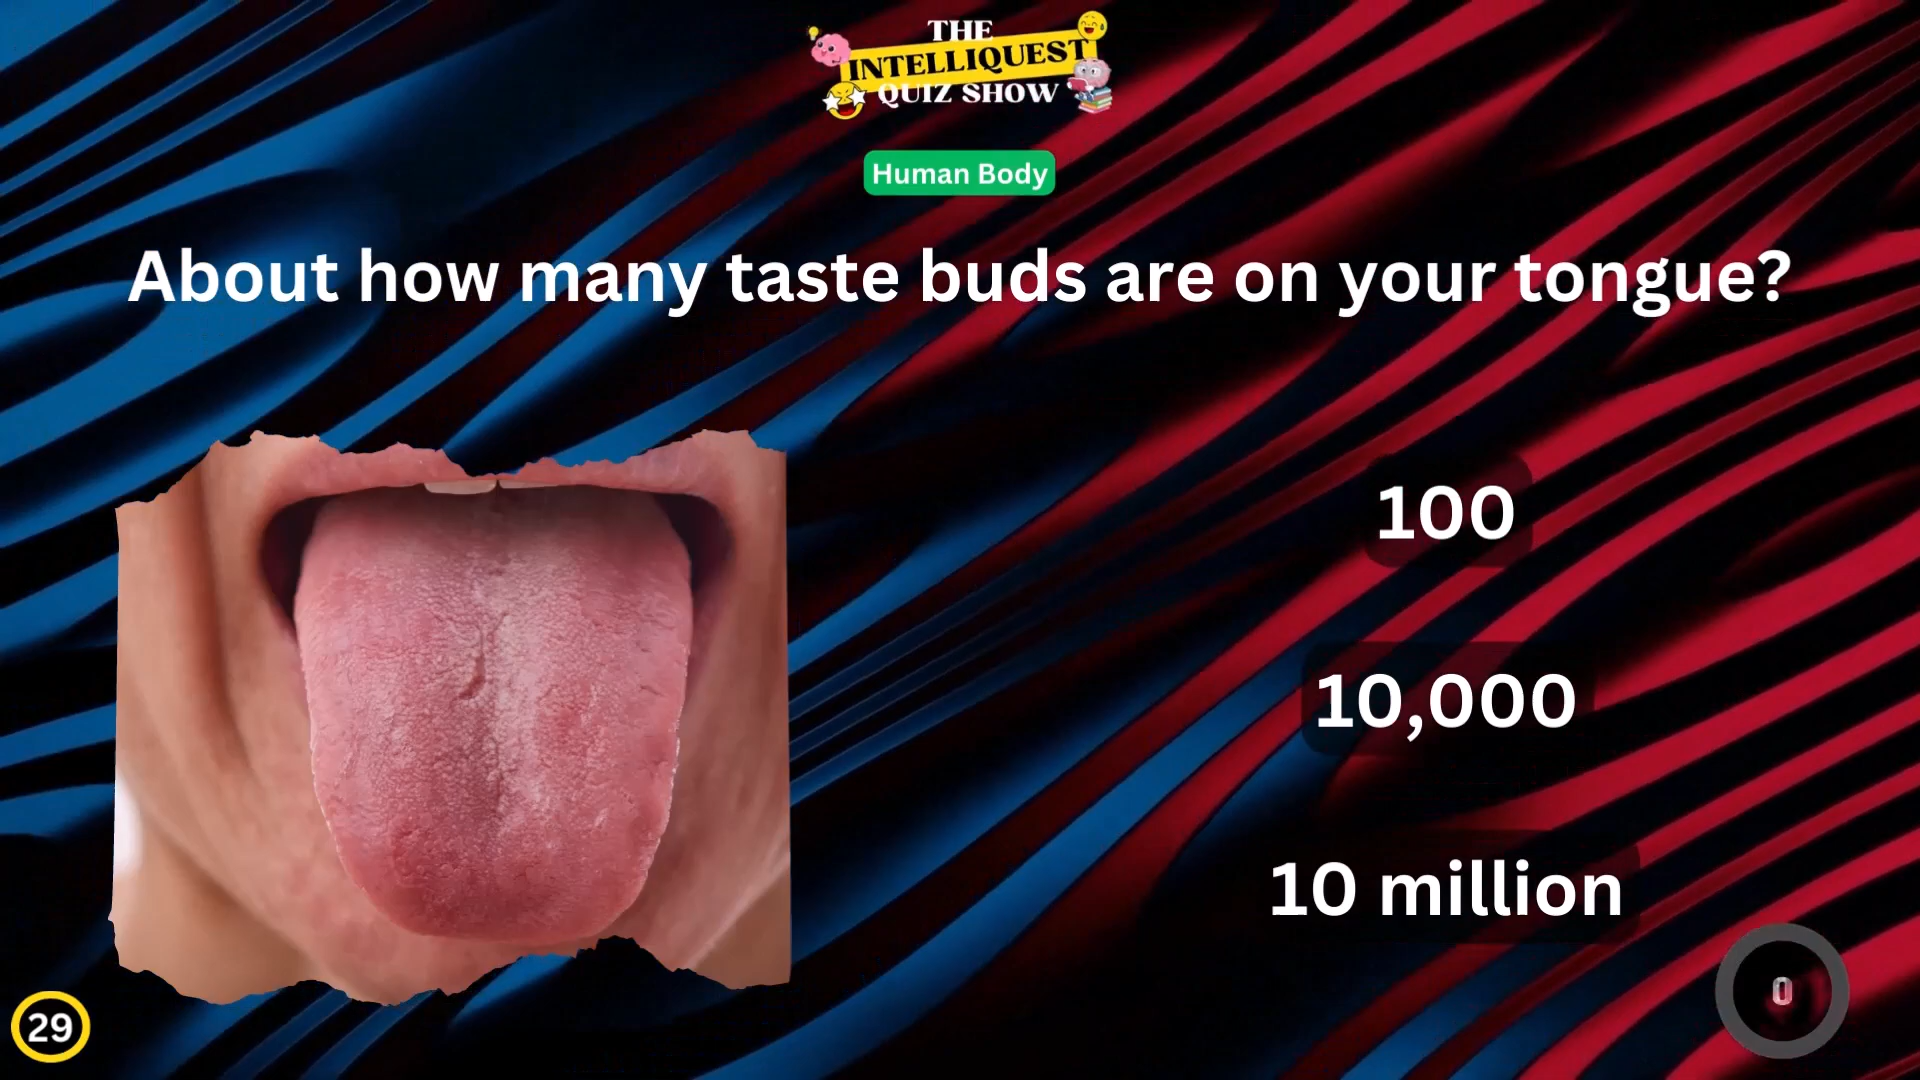 THE
INTELLIQUEST
QUIZ SHOW
Human Body
About how many taste buds are on your tongue?
100
10,000
10 million
29
0